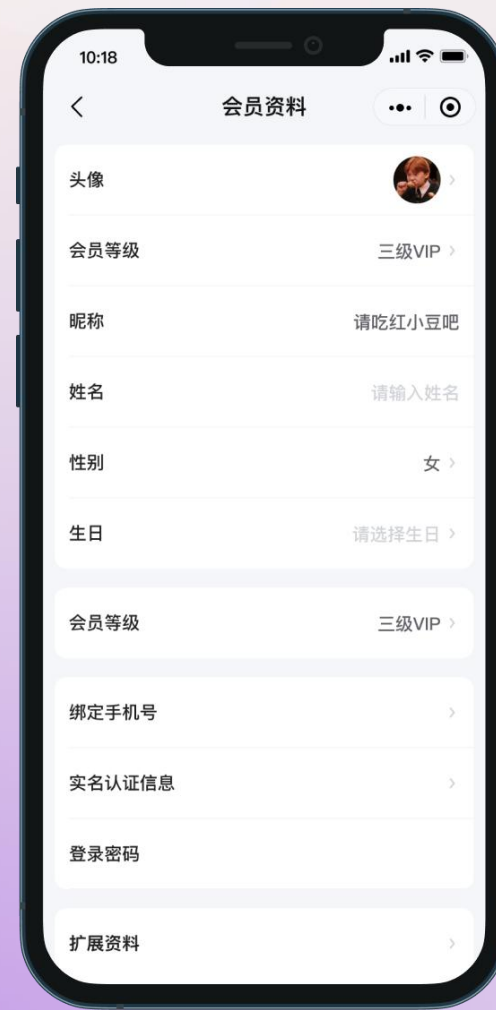 10:18
会员资料
头像
会员等级 三级VIP
昵称 请吃红小豆吧
姓名 请输入姓名
性别 女
生日 请选择生日
会员等级 三级VIP
绑定手机号
实名认证信息
登录密码
扩展资料